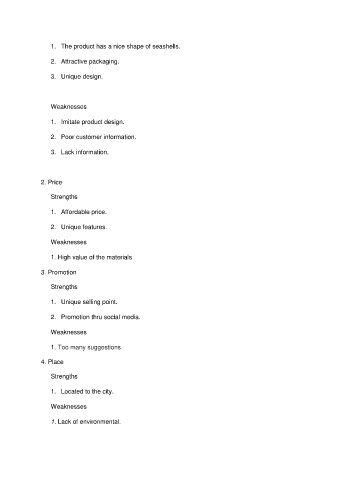 1. The product has a nice shape of seashells.
2. Attractive packaging.
3. Unique design.
Weaknesses
1. Imitate product design.
2. Poor customer information.
3. Lack information.
2. Price
Strengths
1. Affordable price.
2. Unique features.
Weaknesses
1. High value of the materials
3. Promotion
Strengths
1. Unique selling point.
2. Promotion thru social media.
Weaknesses
1. Too many suggestions.
4. Place
Strengths
1. Located to the city.
Weaknesses
1. Lack of environmental.